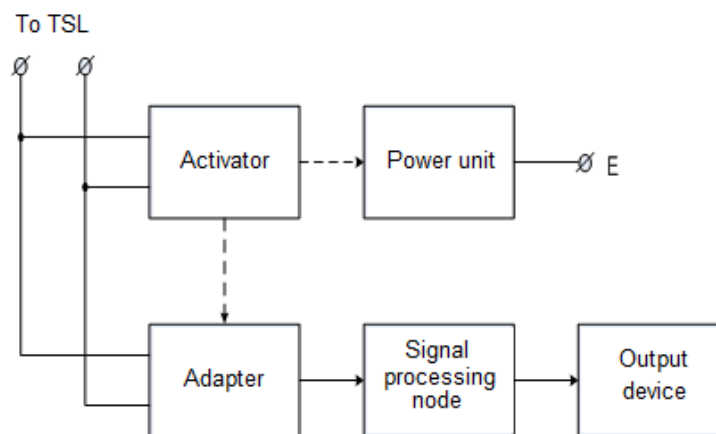 To TSL
Activator
Power unit
E
Adapter
Signal
processing
node
Output
device